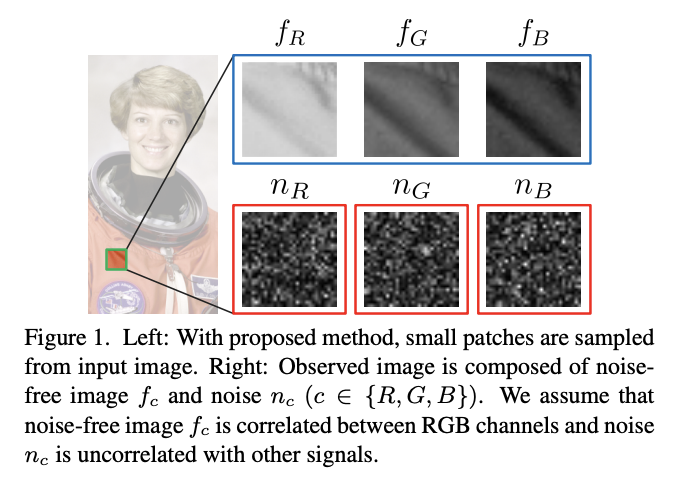 f_R f_G f_B
n_R n_G n_B
Figure 1. Left: With proposed method, small patches are sampled
from input image. Right: Observed image is composed of noise-
free image f_c and noise n_c (c ∈ {R, G, B}). We assume that
noise-free image f_c is correlated between RGB channels and noise
n_c is uncorrelated with other signals.